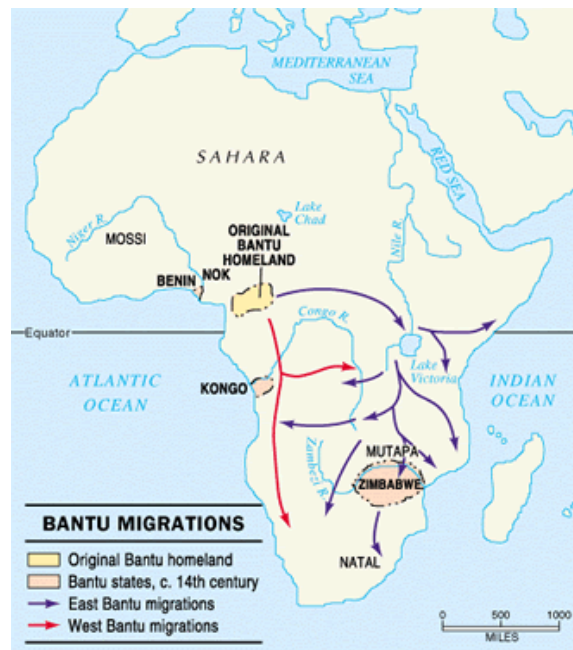 MEDITERRANEAN
SEA
SAHARA
RED SEA
Lake
Chad
Niger R.
MOSSI
Nile R.
ORIGINAL
BANTU
HOMELAND
NOK
BENIN
Congo R.
Equator
ATLANTIC
OCEAN
KONGO
Lake
Victoria
INDIAN
OCEAN
MUTAPA
Zambezi R.
ZIMBABWE
NATAL
BANTU MIGRATIONS
Original Bantu homeland
Bantu states, c. 14th century
East Bantu migrations
West Bantu migrations
0 500 1000
MILES